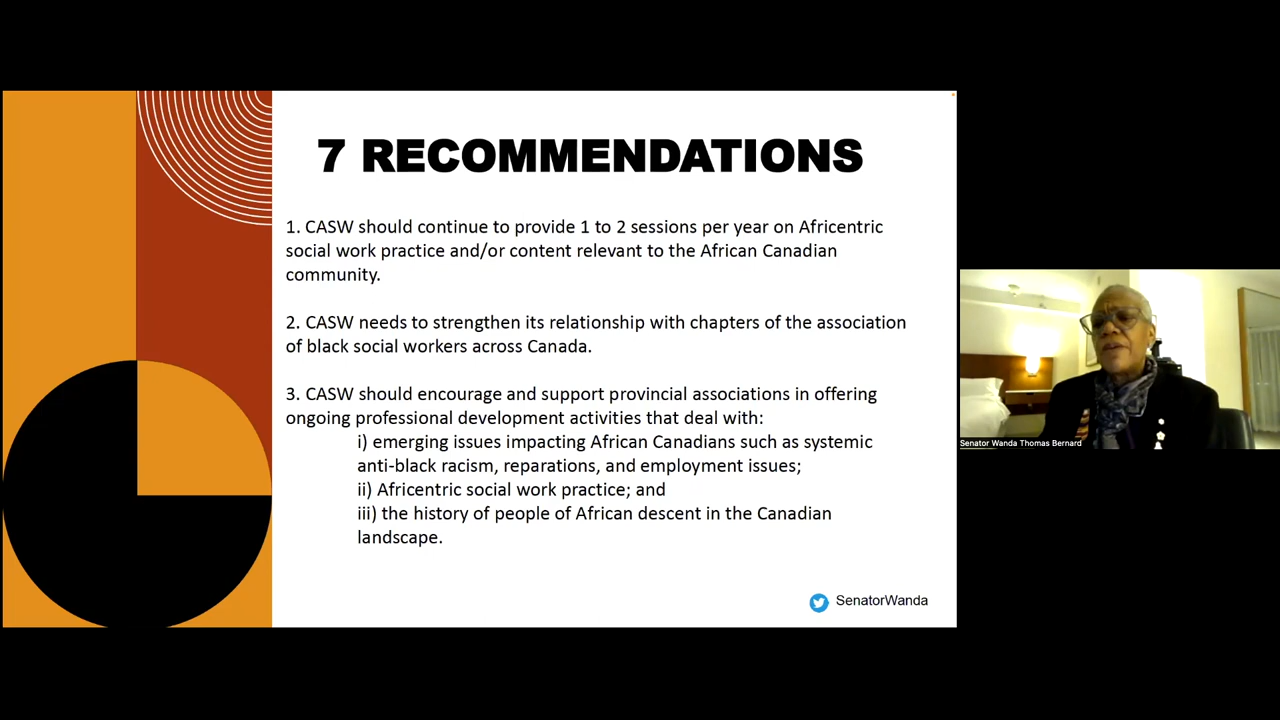 7 RECOMMENDATIONS
1. CASW should continue to provide 1 to 2 sessions per year on Africentric
social work practice and/or content relevant to the African Canadian
community.
2. CASW needs to strengthen its relationship with chapters of the association
of black social workers across Canada.
3. CASW should encourage and support provincial associations in offering
ongoing professional development activities that deal with:
i) emerging issues impacting African Canadians such as systemic
anti-black racism, reparations, and employment issues;
ii) Africentric social work practice; and
iii) the history of people of African descent in the Canadian
landscape.
SenatorWanda
Senator Wanda Thomas Bernard